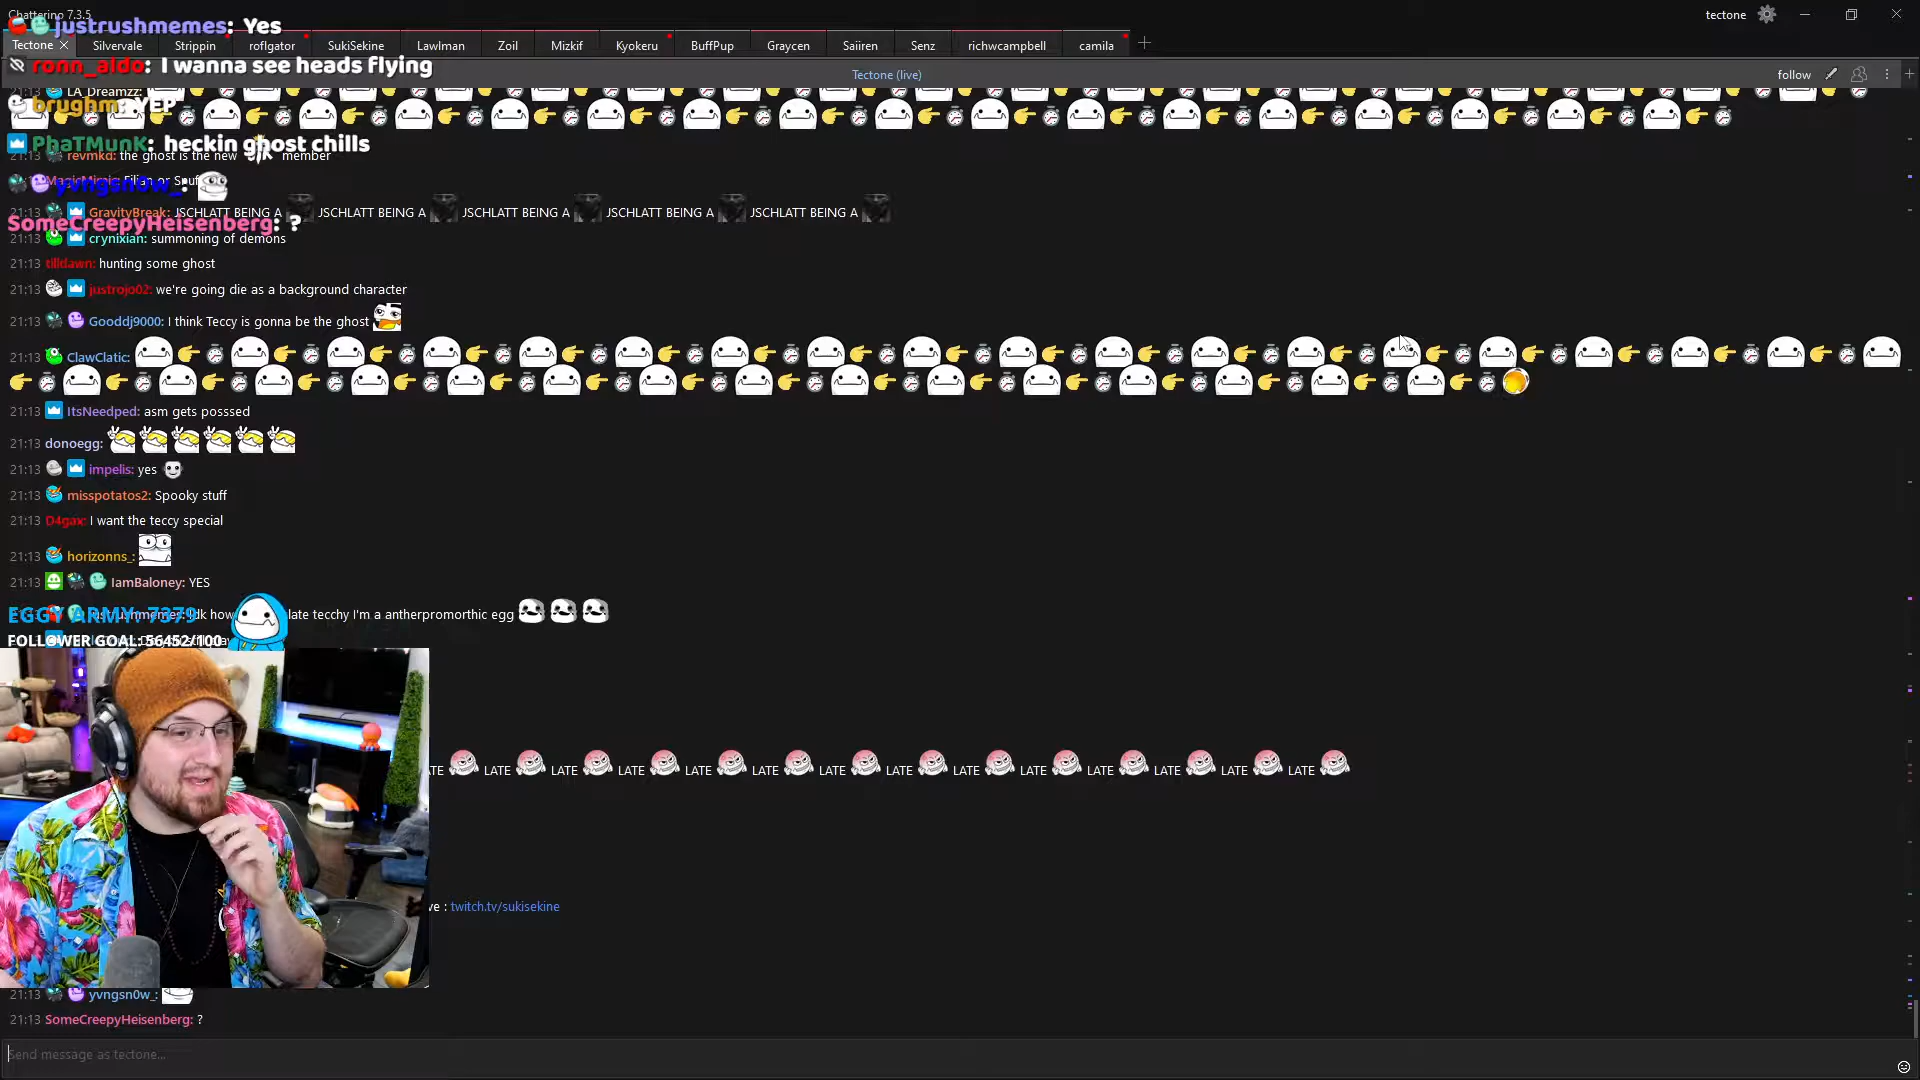 Chatterino 7.3.5
justrushmemes: Yes
tectone
Tectone Silvervale Strippin roflgator SukiSekine Lawlman Zoil Mizkif Kyokeru BuffPup Graycen Saiiren Senz richwcampbell camila
ronn_aldo: I wanna see heads flying
Tectone (live)
follow
21:13 LA_Dreamzz:
brughm: YEP
PhaTMunK: heckin ghost chills
21:13 revmkd: the ghost is the new member
yvngsn0w_:
21:13 GravityBreak: JSCHLATT BEING A JSCHLATT BEING A JSCHLATT BEING A JSCHLATT BEING A JSCHLATT BEING A
SomeCreepyHeisenberg: ?
21:13 crynixian: summoning of demons
21:13 tilldawn: hunting some ghost
21:13 justrojo02: we're going die as a background character
21:13 Gooddj9000: I think Teccy is gonna be the ghost
21:13 ClawClatic:
21:13 ItsNeedped: asm gets posssed
21:13 donoegg:
21:13 impelis: yes
21:13 misspotatos2: Spooky stuff
21:13 D4gax: I want the teccy special
21:13 horizonns_:
21:13 IamBaloney: YES
EGGY ARMY: 7379
late tecchy I'm a antherpromorthic egg
FOLLOWER GOAL: 56452/100
LATE LATE LATE LATE LATE LATE LATE LATE LATE LATE LATE LATE LATE
ve : twitch.tv/sukisekine
21:13 yvngsn0w_:
21:13 SomeCreepyHeisenberg: ?
Send message as tectone...